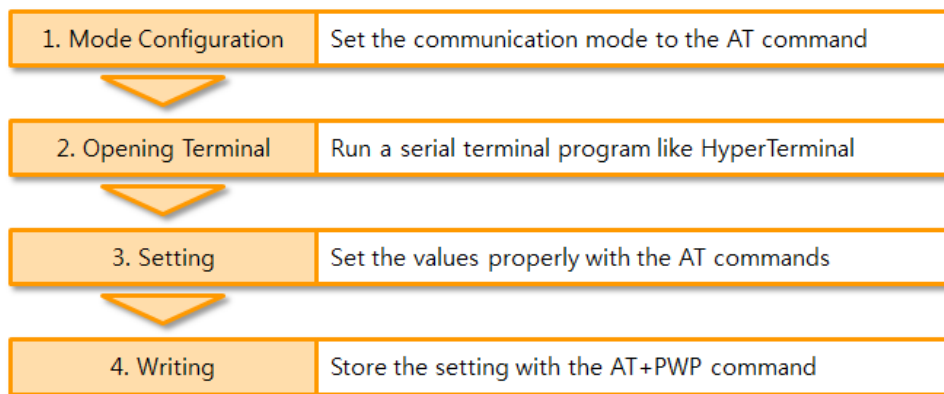 1. Mode Configuration
Set the communication mode to the AT command
2. Opening Terminal
Run a serial terminal program like HyperTerminal
3. Setting
Set the values properly with the AT commands
4. Writing
Store the setting with the AT+PWP command